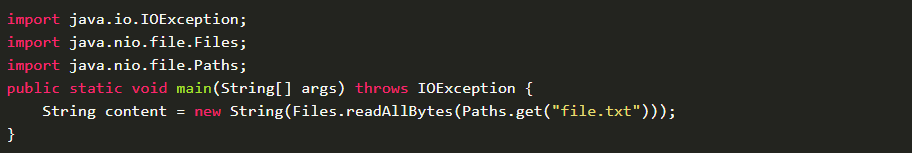 import java.io.IOException;
import java.nio.file.Files;
import java.nio.file.Paths;
public static void main(String[] args) throws IOException {
    String content = new String(Files.readAllBytes(Paths.get("file.txt")));
}